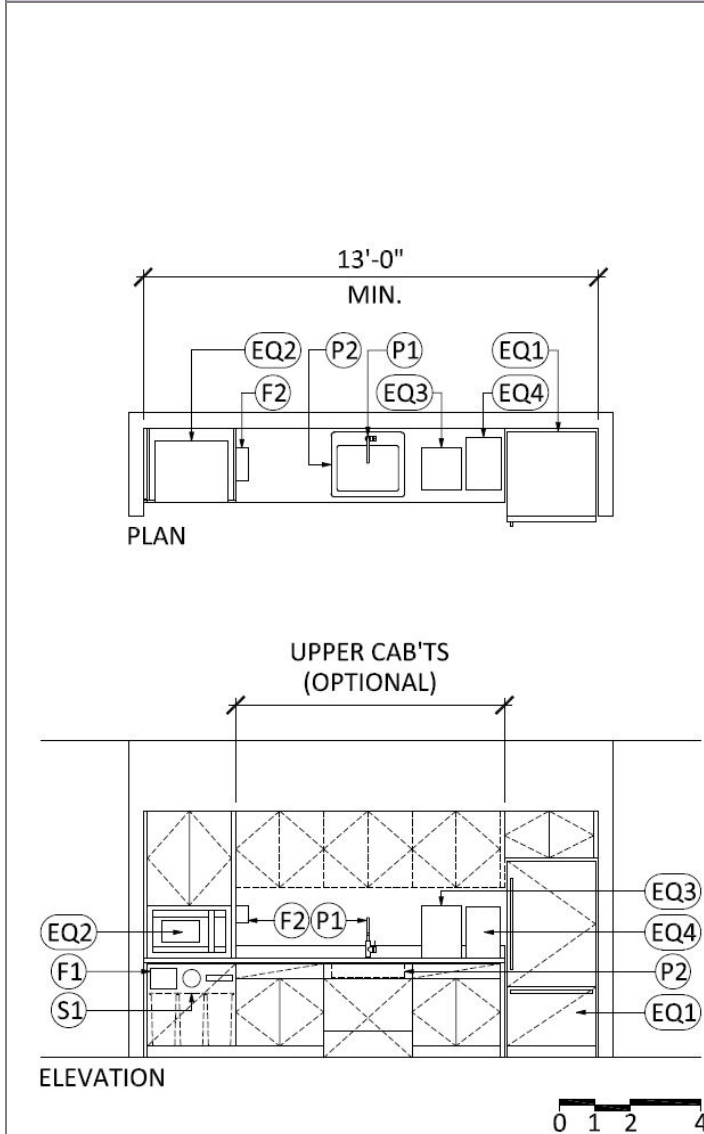 13'-0"
MIN.
EQ2 P2 P1 EQ1
F2 EQ3 EQ4
PLAN
UPPER CAB'TS
(OPTIONAL)
EQ3
EQ2 F2 P1 EQ4
F1 P2
S1 EQ1
ELEVATION
0 1 2 4